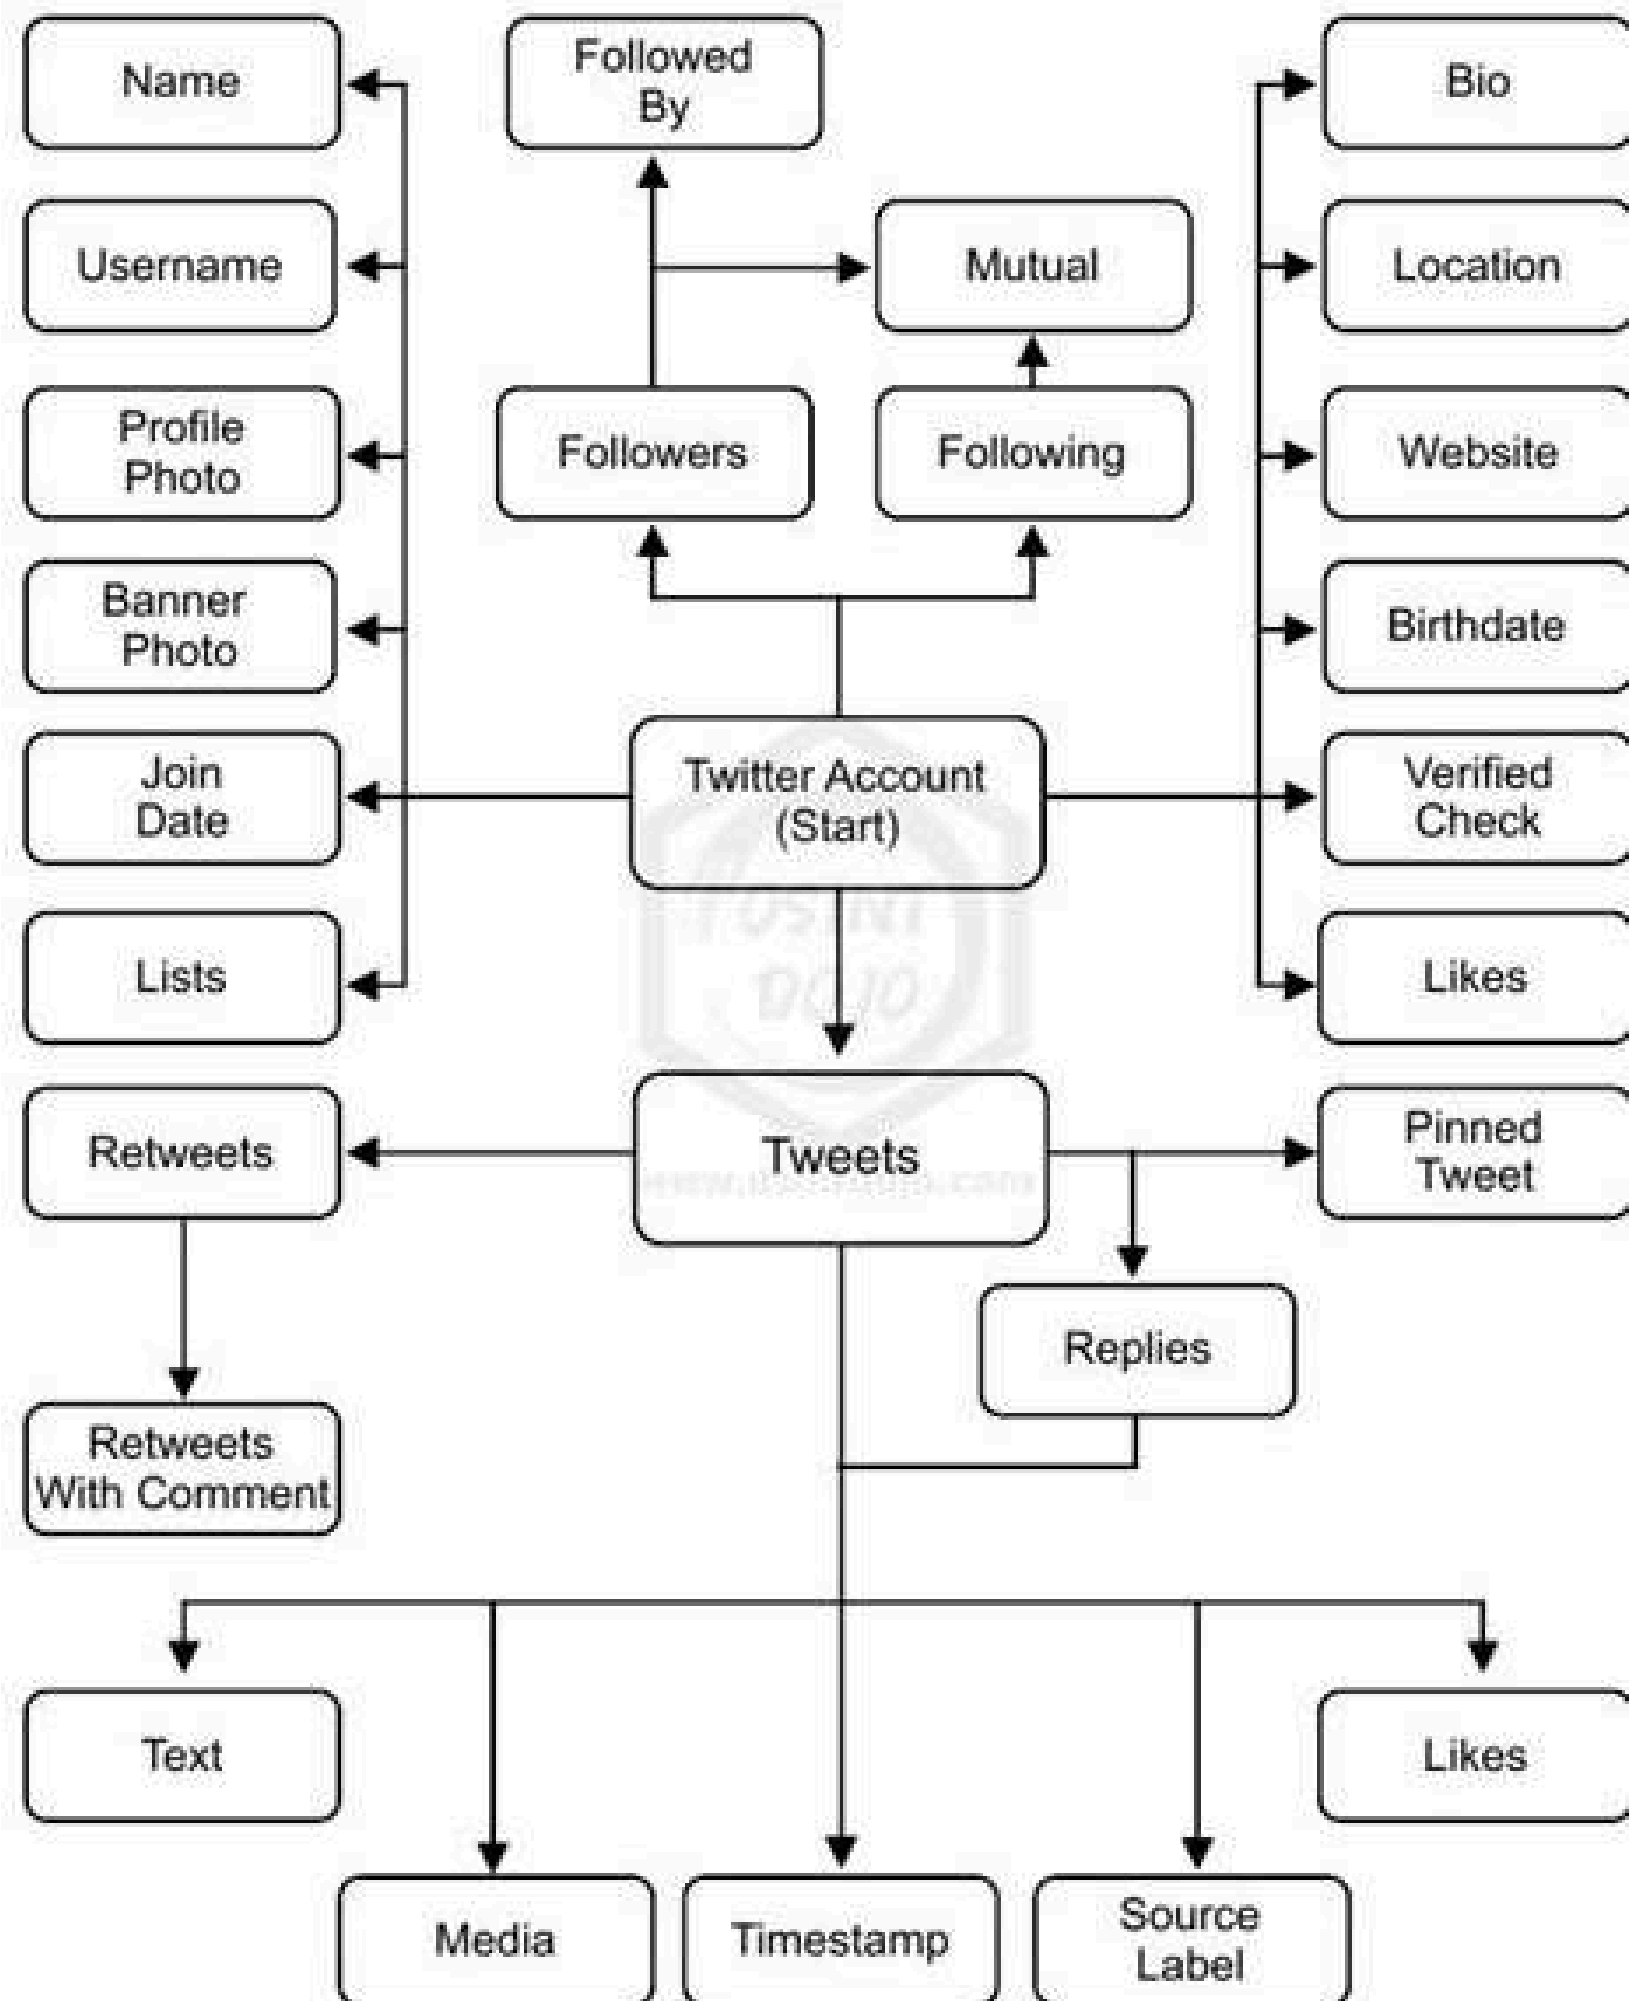 Name
Followed
By
Bio
Username
Mutual
Location
Profile
Photo
Followers
Following
Website
Banner
Photo
Birthdate
Join
Date
Twitter Account
(Start)
Verified
Check
Lists
OSINT
DOJO
Likes
Retweets
Tweets
Pinned
Tweet
Replies
Retweets
With Comment
Text
Likes
Media
Timestamp
Source
Label